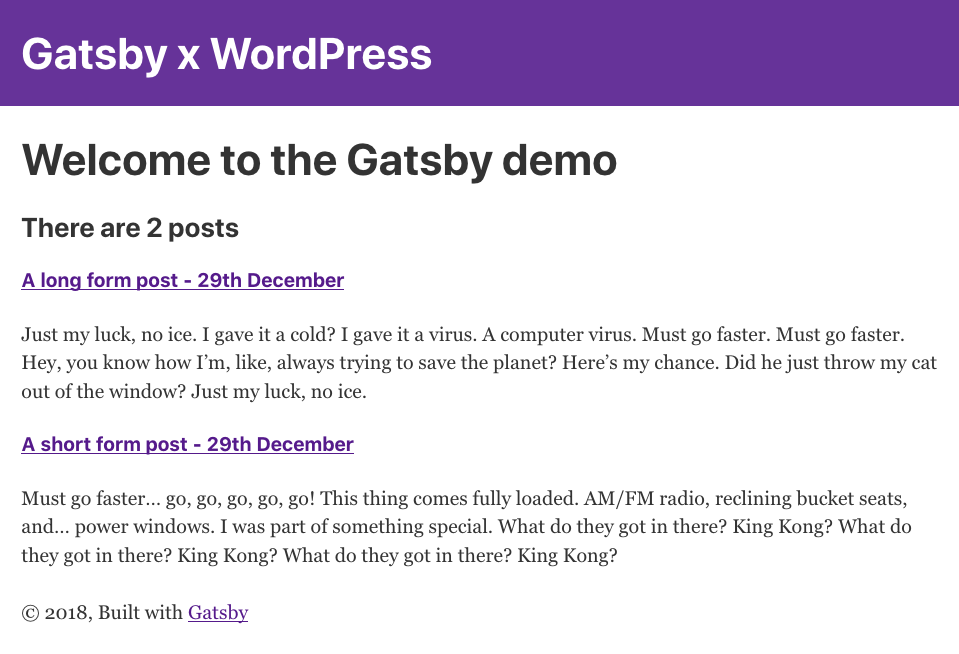 Gatsby x WordPress
Welcome to the Gatsby demo
There are 2 posts
A long form post - 29th December
Just my luck, no ice. I gave it a cold? I gave it a virus. A computer virus. Must go faster. Must go faster.
Hey, you know how I’m, like, always trying to save the planet? Here’s my chance. Did he just throw my cat
out of the window? Just my luck, no ice.
A short form post - 29th December
Must go faster… go, go, go, go, go! This thing comes fully loaded. AM/FM radio, reclining bucket seats,
and… power windows. I was part of something special. What do they got in there? King Kong? What do
they got in there? King Kong? What do they got in there? King Kong?
© 2018, Built with Gatsby